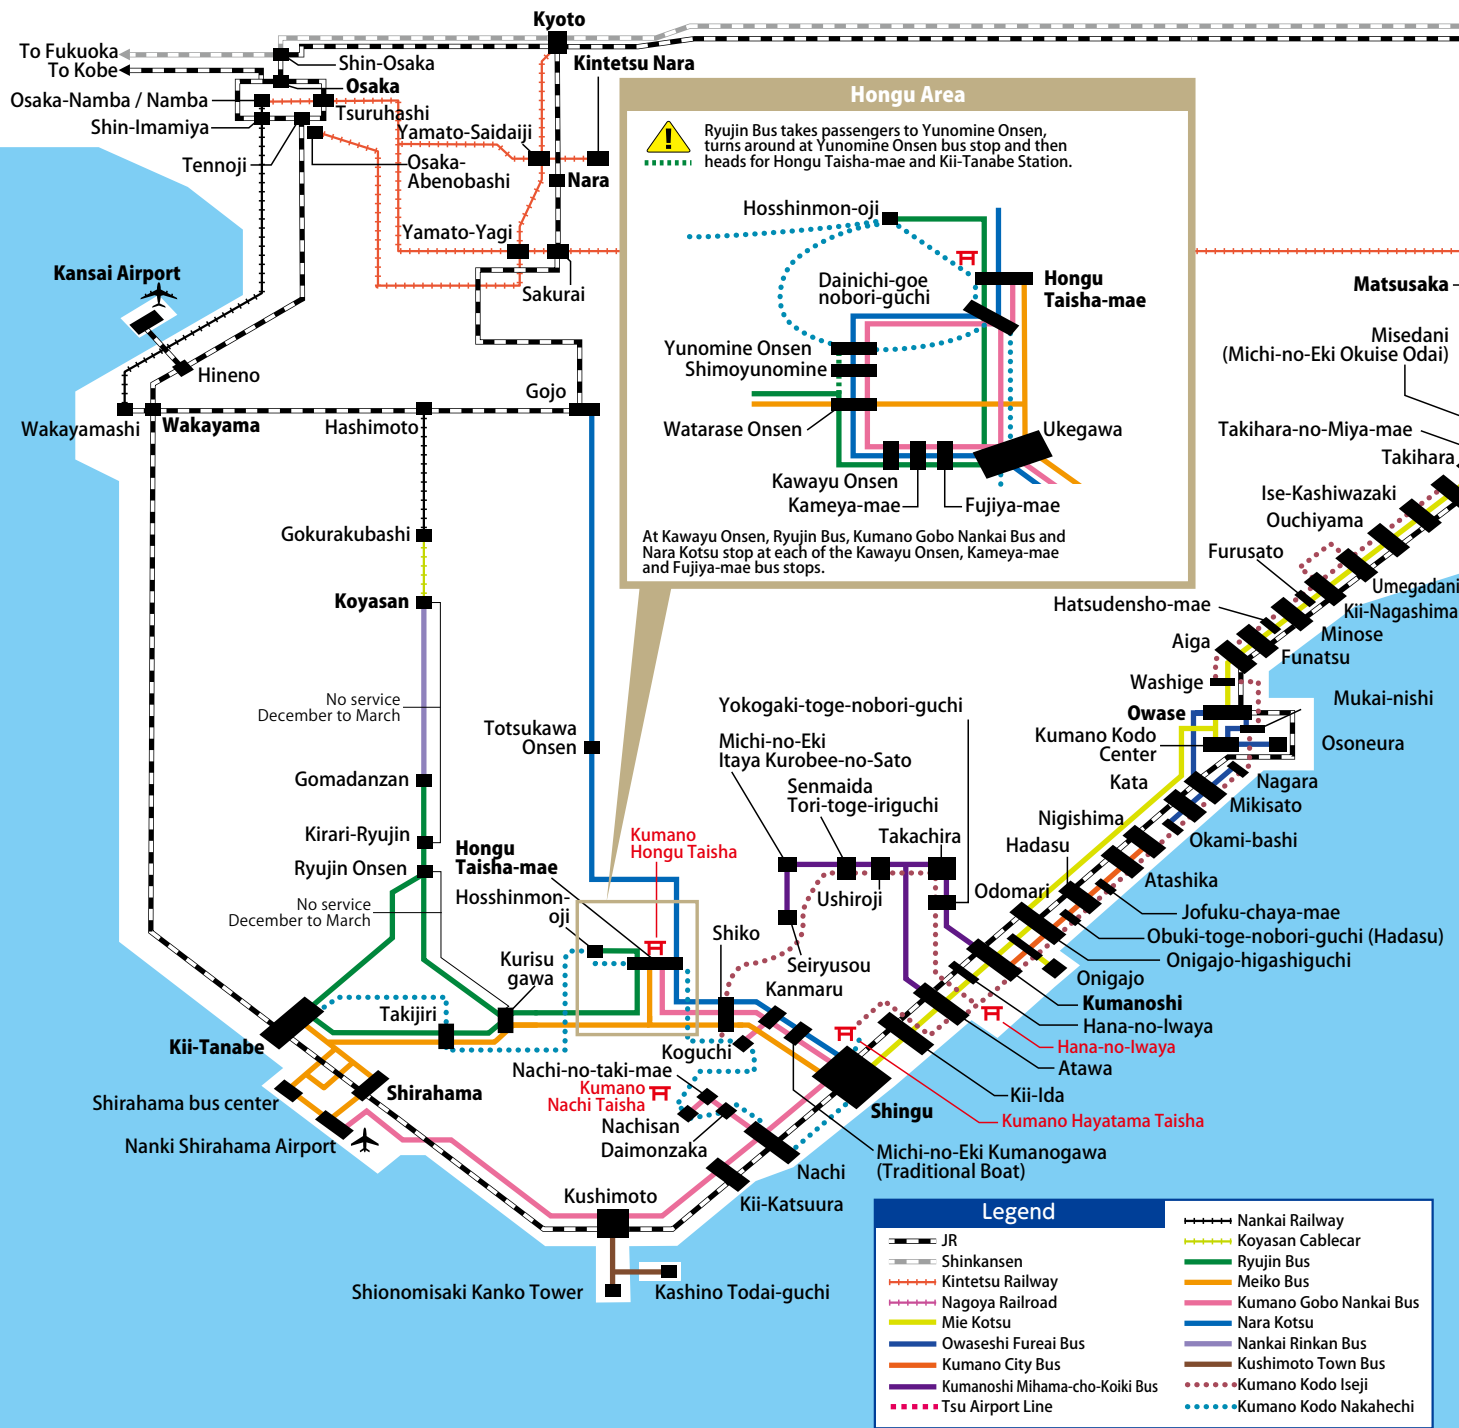 Kyoto
To Fukuoka
To Kobe
Shin-Osaka
Osaka
Kintetsu Nara
Osaka-Namba / Namba
Tsuruhashi
Shin-Imamiya
Yamato-Saidaiji
Tennoji
Osaka-
Abenobashi
Nara
Yamato-Yagi
Sakurai
Kansai Airport
Hineno
Gojo
Wakayamashi
Wakayama
Hashimoto
Hongu Area
Ryujin Bus takes passengers to Yunomine Onsen,
turns around at Yunomine Onsen bus stop and then
heads for Hongu Taisha-mae and Kii-Tanabe Station.
Hosshinmon-oji
Dainichi-goe
nobori-guchi
Hongu
Taisha-mae
Yunomine Onsen
Shimoyunomine
Watarase Onsen
Ukegawa
Kawayu Onsen
Kameya-mae
Fujiya-mae
At Kawayu Onsen, Ryujin Bus, Kumano Gobo Nankai Bus and
Nara Kotsu stop at each of the Kawayu Onsen, Kameya-mae
and Fujiya-mae bus stops.
Matsusaka
Misedani
(Michi-no-Eki Okuise Odai)
Takihara-no-Miya-mae
Takihara
Ise-Kashiwazaki
Ouchiyama
Furusato
Umegadani
Hatsudensho-mae
Kii-Nagashima
Minose
Aiga
Funatsu
Washige
Mukai-nishi
Owase
Kumano Kodo
Center
Osoneura
Kata
Nagara
Mikisato
Nigishima
Okami-bashi
Hadasu
Atashika
Odomari
Jofuku-chaya-mae
Obuki-toge-nobori-guchi (Hadasu)
Onigajo-higashiguchi
Onigajo
Kumanoshi
Hana-no-Iwaya
Hana-no-Iwaya
Atawa
Kii-Ida
Kumano Hayatama Taisha
Gokurakubashi
Koyasan
No service
December to March
Gomadanzan
Kirari-Ryujin
Ryujin Onsen
No service
December to March
Totsukawa
Onsen
Yokogaki-toge-nobori-guchi
Michi-no-Eki
Itaya Kurobee-no-Sato
Senmaida
Tori-toge-iriguchi
Takachira
Ushiroji
Seiryusou
Kumano
Hongu Taisha
Hongu
Taisha-mae
Hosshinmon-
oji
Shiko
Kanmaru
Kurisu
gawa
Takijiri
Koguchi
Kii-Tanabe
Shirahama
Shirahama bus center
Nanki Shirahama Airport
Nachi-no-taki-mae
Kumano
Nachi Taisha
Nachisan
Daimonzaka
Shingu
Michi-no-Eki Kumanogawa
(Traditional Boat)
Nachi
Kii-Katsuura
Kushimoto
Shionomisaki Kanko Tower
Kashino Todai-guchi
Legend
JR
Shinkansen
Kintetsu Railway
Nagoya Railroad
Mie Kotsu
Owaseshi Fureai Bus
Kumano City Bus
Kumanoshi Mihama-cho-Koiki Bus
Tsu Airport Line
Nankai Railway
Koyasan Cablecar
Ryujin Bus
Meiko Bus
Kumano Gobo Nankai Bus
Nara Kotsu
Nankai Rinkan Bus
Kushimoto Town Bus
Kumano Kodo Iseji
Kumano Kodo Nakahechi